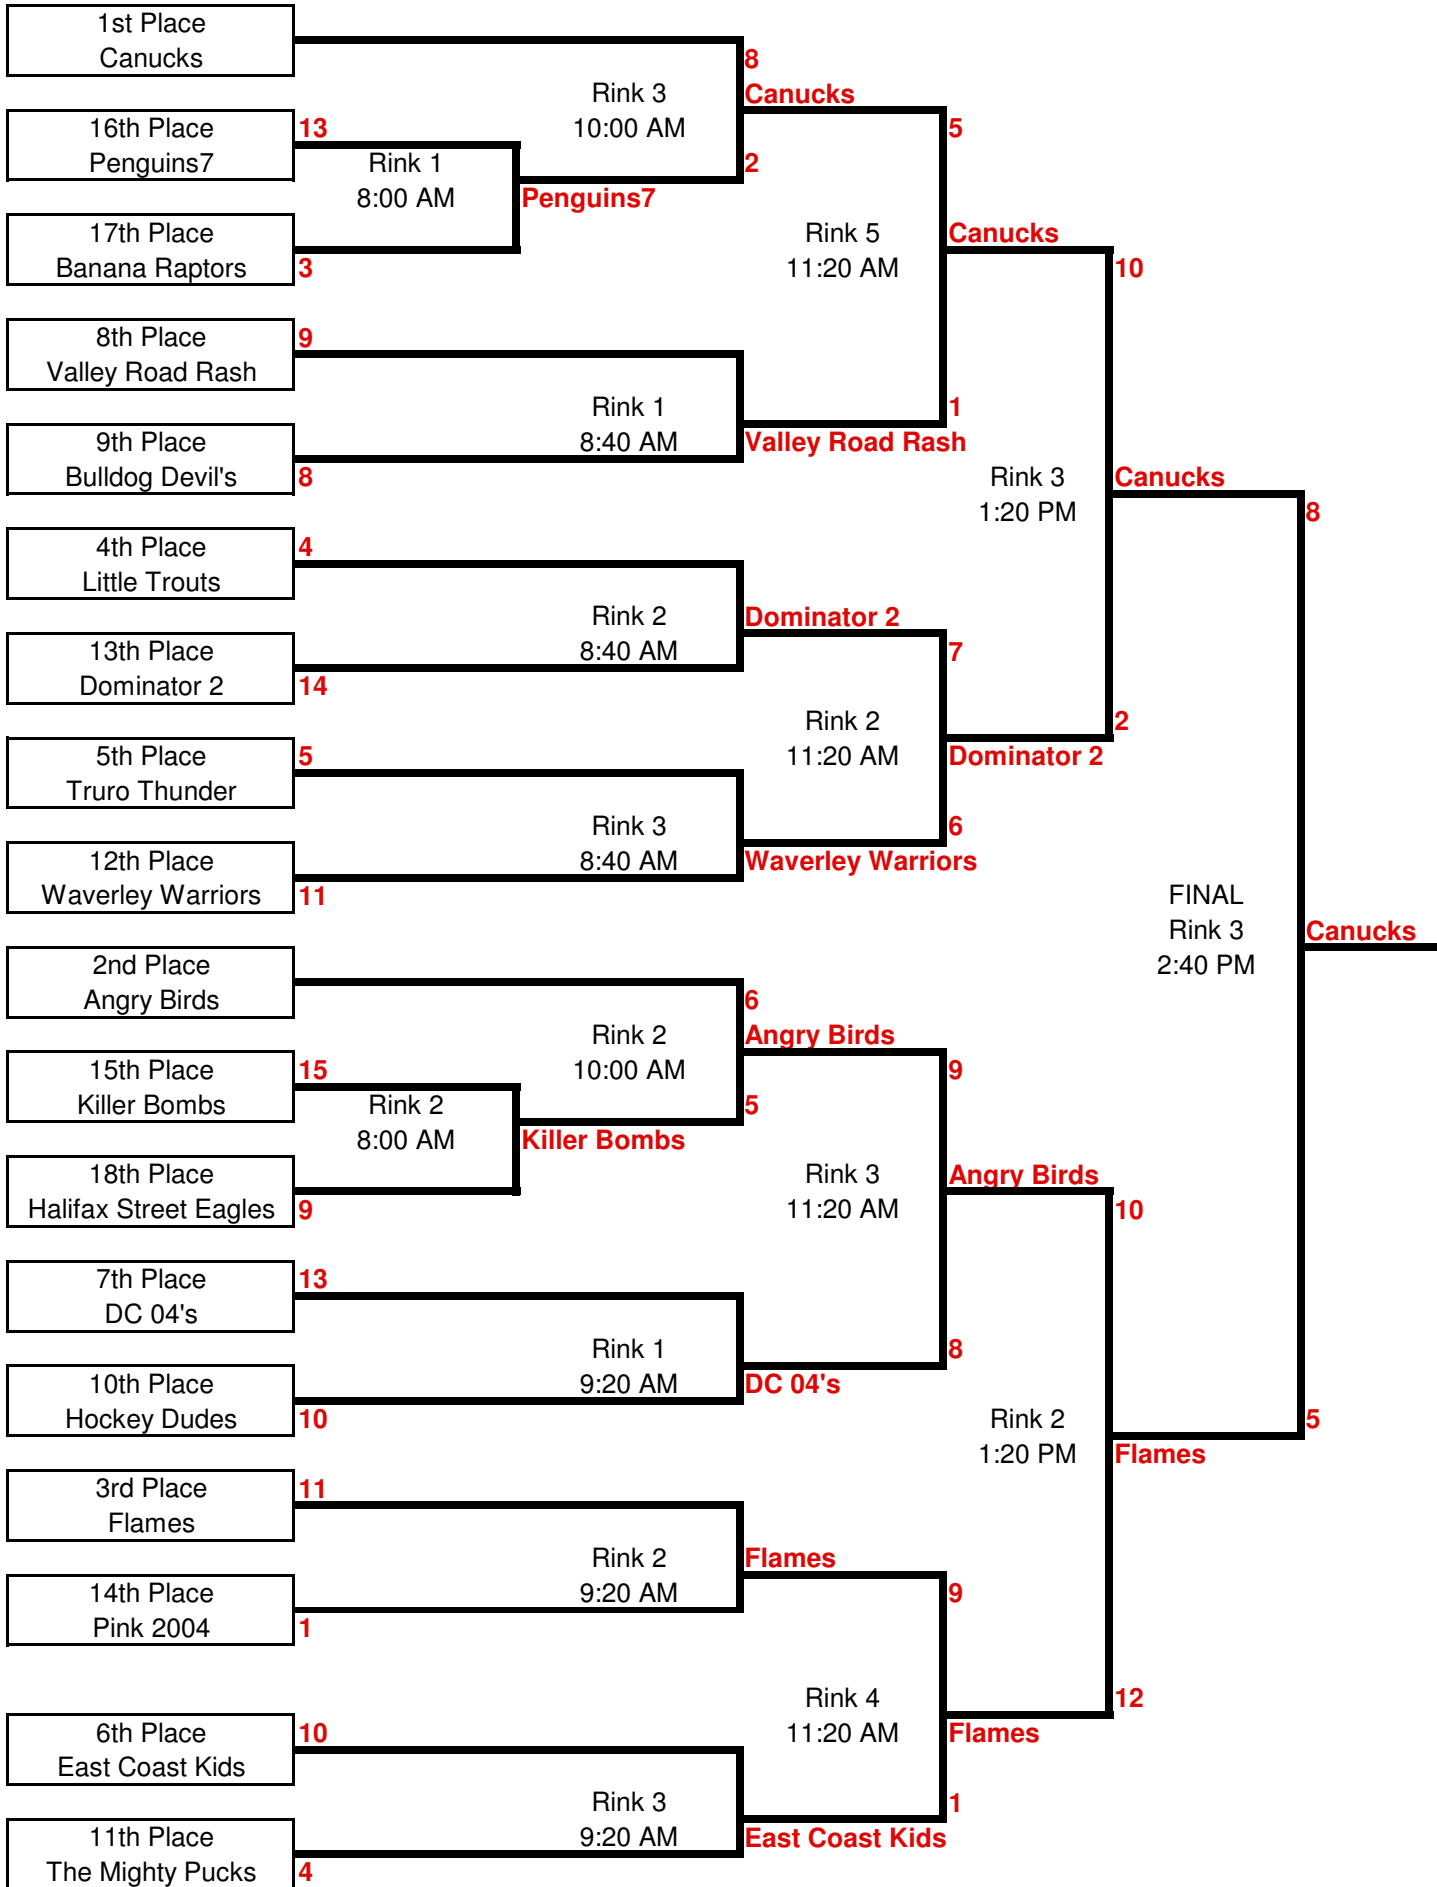 1st Place
Canucks
8
Rink 3
Canucks
10:00 AM
16th Place
13
5
Penguins7
Rink 1
2
8:00 AM
Penguins7
17th Place
Rink 5
Canucks
Banana Raptors
3
11:20 AM
10
8th Place
9
Valley Road Rash
Rink 1
1
9th Place
8:40 AM
Valley Road Rash
Bulldog Devil's
8
Rink 3
Canucks
1:20 PM
8
4th Place
4
Little Trouts
Rink 2
Dominator 2
13th Place
8:40 AM
7
Dominator 2
14
Rink 2
2
5th Place
5
11:20 AM
Dominator 2
Truro Thunder
Rink 3
6
12th Place
8:40 AM
Waverley Warriors
Waverley Warriors
11
FINAL
Rink 3
Canucks
2:40 PM
2nd Place
Angry Birds
6
Rink 2
Angry Birds
10:00 AM
15th Place
15
9
Killer Bombs
Rink 2
5
8:00 AM
Killer Bombs
18th Place
Rink 3
Angry Birds
Halifax Street Eagles
9
11:20 AM
10
7th Place
13
DC 04's
Rink 1
8
10th Place
9:20 AM
DC 04's
Hockey Dudes
10
Rink 2
5
1:20 PM
Flames
3rd Place
11
Flames
Rink 2
Flames
14th Place
9:20 AM
9
Pink 2004
1
Rink 4
12
6th Place
10
11:20 AM
Flames
East Coast Kids
Rink 3
1
11th Place
9:20 AM
East Coast Kids
The Mighty Pucks
4